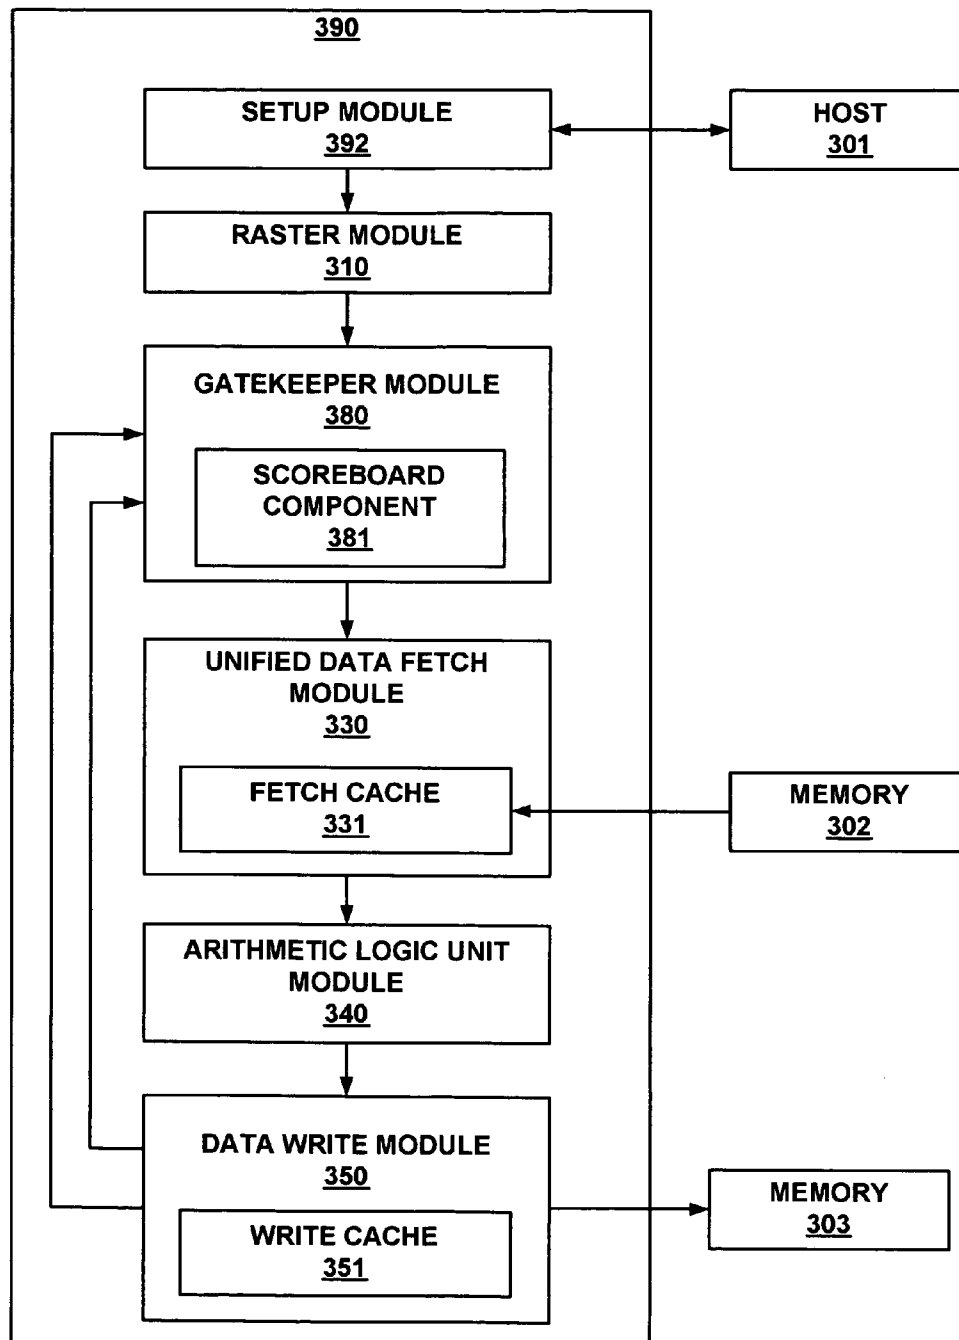 390
SETUP MODULE
392
HOST
301
RASTER MODULE
310
GATEKEEPER MODULE
380
SCOREBOARD
COMPONENT
381
UNIFIED DATA FETCH
MODULE
330
FETCH CACHE
331
MEMORY
302
ARITHMETIC LOGIC UNIT
MODULE
340
DATA WRITE MODULE
350
WRITE CACHE
351
MEMORY
303